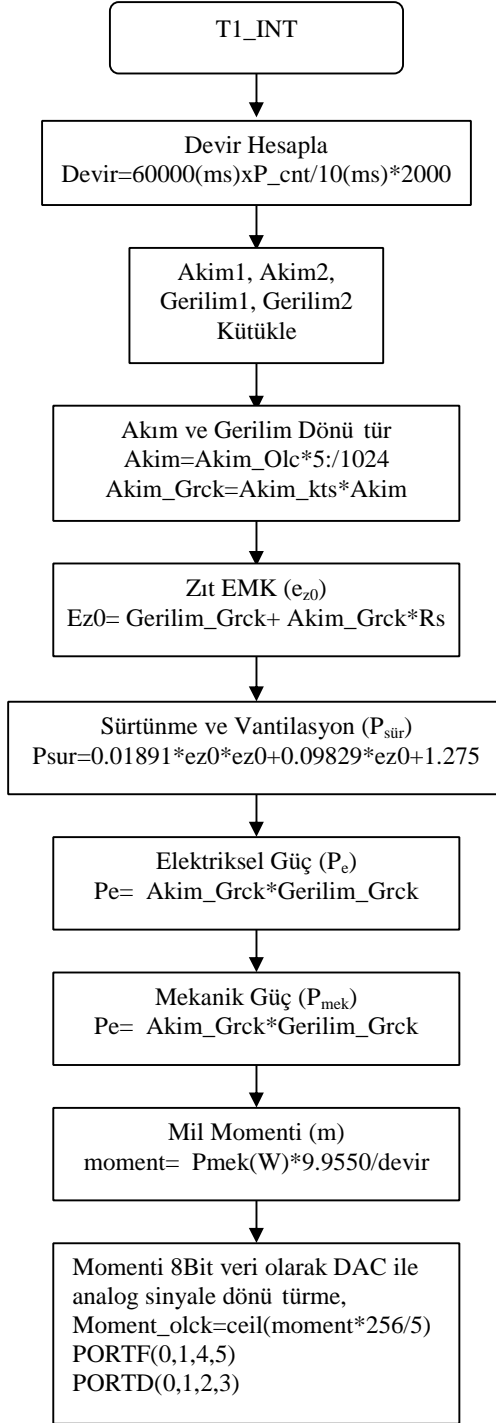 T1_INT
Devir Hesapla
Devir=60000(ms)xP_cnt/10(ms)*2000
Akim1, Akim2,
Gerilim1, Gerilim2
Kütükle
Akım ve Gerilim Dönü tür
Akim=Akim_Olc*5:/1024
Akim_Grck=Akim_kts*Akim
Zıt EMK (ez0)
Ez0= Gerilim_Grck+ Akim_Grck*Rs
Sürtünme ve Vantilasyon (Psür)
Psur=0.01891*ez0*ez0+0.09829*ez0+1.275
Elektriksel Güç (Pe)
Pe= Akim_Grck*Gerilim_Grck
Mekanik Güç (Pmek)
Pe= Akim_Grck*Gerilim_Grck
Mil Momenti (m)
moment= Pmek(W)*9.9550/devir
Momenti 8Bit veri olarak DAC ile
analog sinyale dönü türme,
Moment_olck=ceil(moment*256/5)
PORTF(0,1,4,5)
PORTD(0,1,2,3)